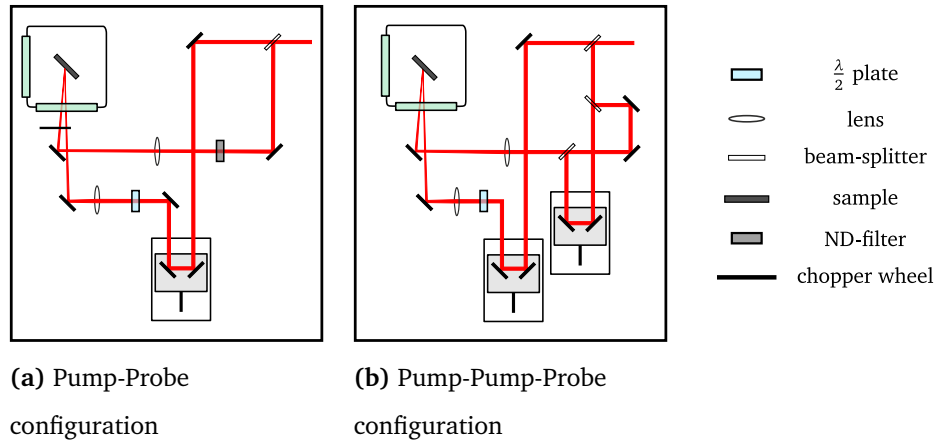 λ/2 plate
lens
beam-splitter
sample
ND-filter
chopper wheel
(a) Pump-Probe
configuration
(b) Pump-Pump-Probe
configuration